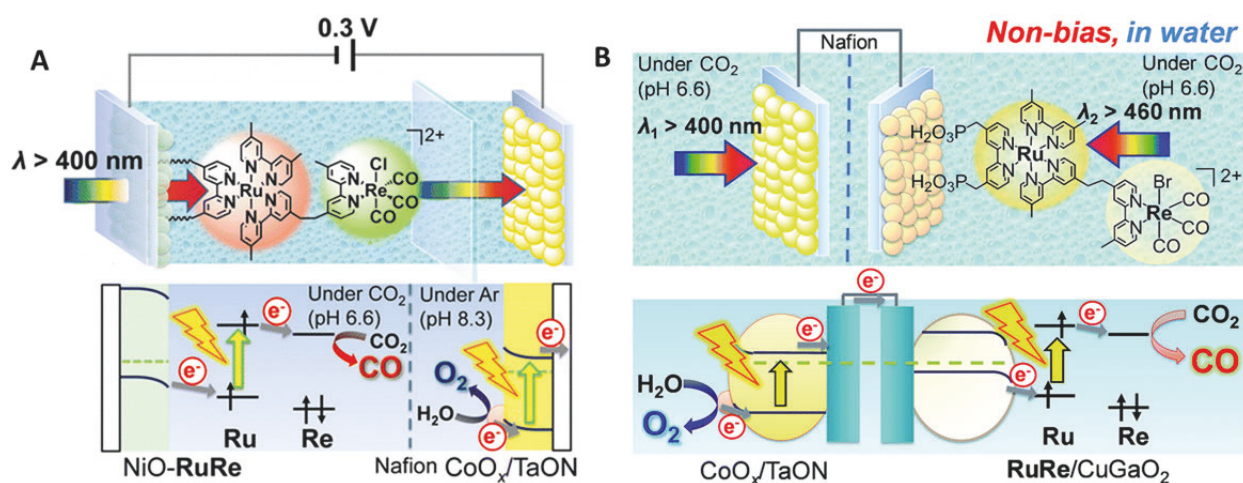 A
0.3 V
λ > 400 nm
Ru
N
N
N
N
N
N
Re
N
N
Cl
CO
CO
CO
2+
Under CO₂
(pH 6.6)
Under Ar
(pH 8.3)
e⁻
e⁻
CO₂
CO
O₂
H₂O
e⁻
e⁻
Ru
Re
NiO-RuRe
Nafion
CoOₓ/TaON
B
Non-bias, in water
Nafion
Under CO₂
(pH 6.6)
Under CO₂
(pH 6.6)
λ₁ > 400 nm
λ₂ > 460 nm
H₂O₃P
H₂O₃P
Ru
N
N
N
N
N
N
2+
Br
Re
N
N
CO
CO
CO
e⁻
e⁻
e⁻
CO₂
CO
H₂O
O₂
e⁻
e⁻
Ru
Re
CoOₓ/TaON
RuRe/CuGaO₂